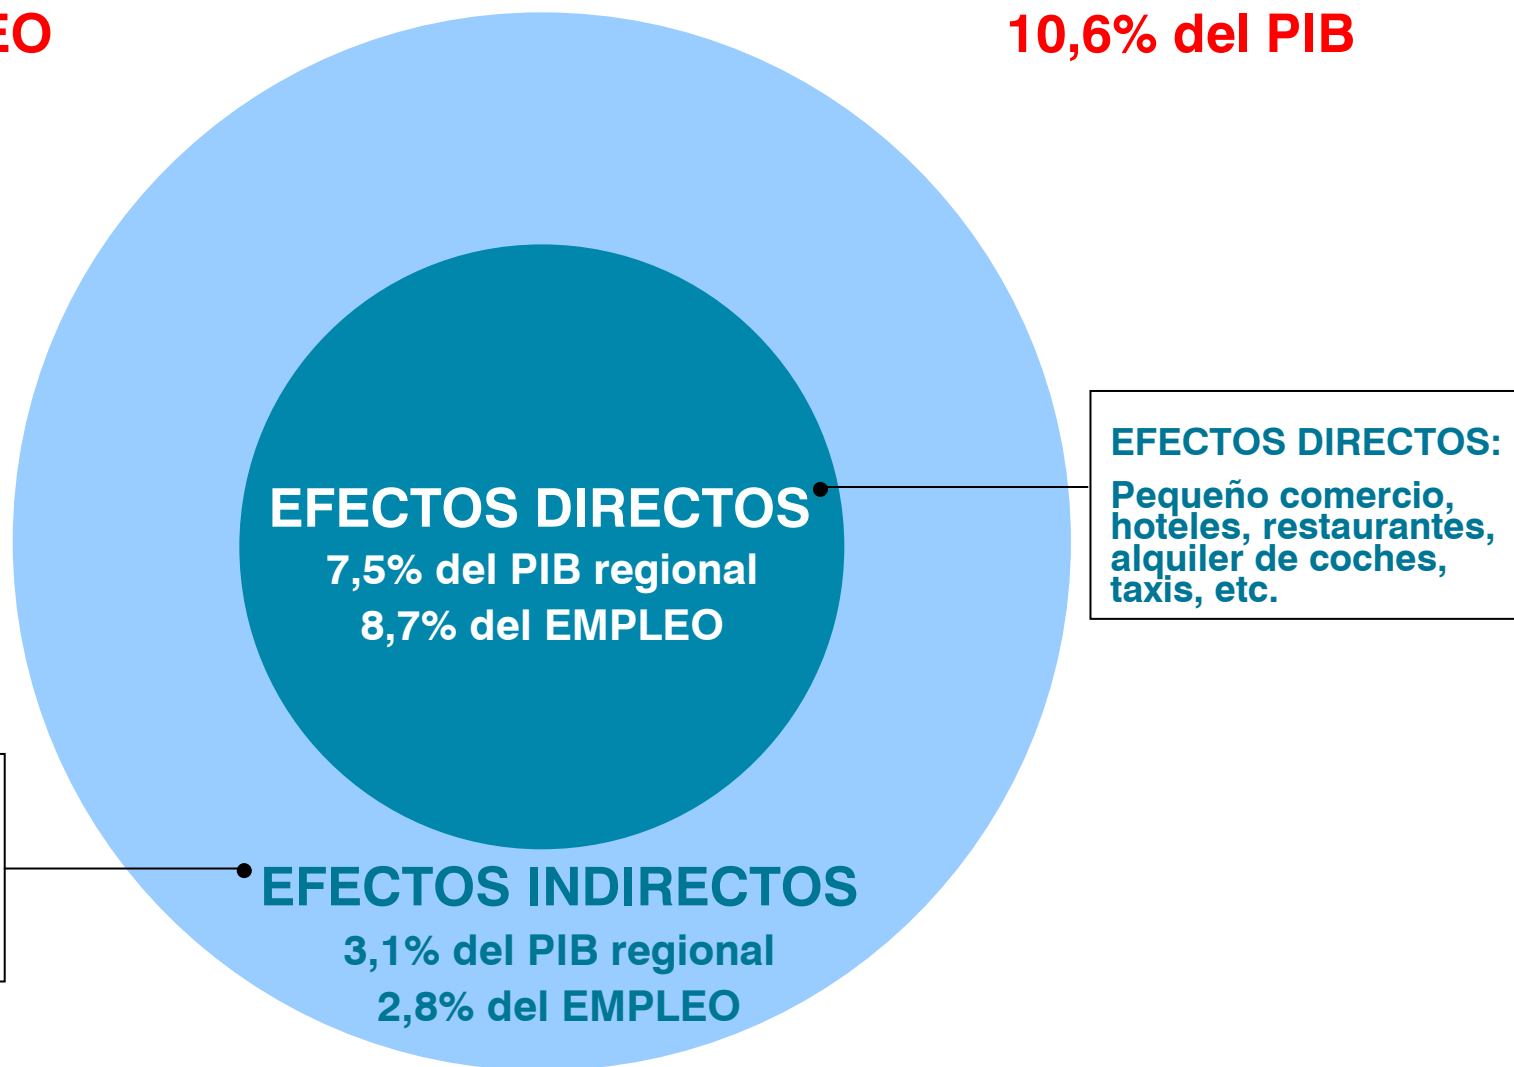 EO
10,6% del PIB
EFECTOS DIRECTOS
7,5% del PIB regional
8,7% del EMPLEO
EFECTOS DIRECTOS:
Pequeño comercio,
hoteles, restaurantes,
alquiler de coches,
taxis, etc.
EFECTOS INDIRECTOS
3,1% del PIB regional
2,8% del EMPLEO